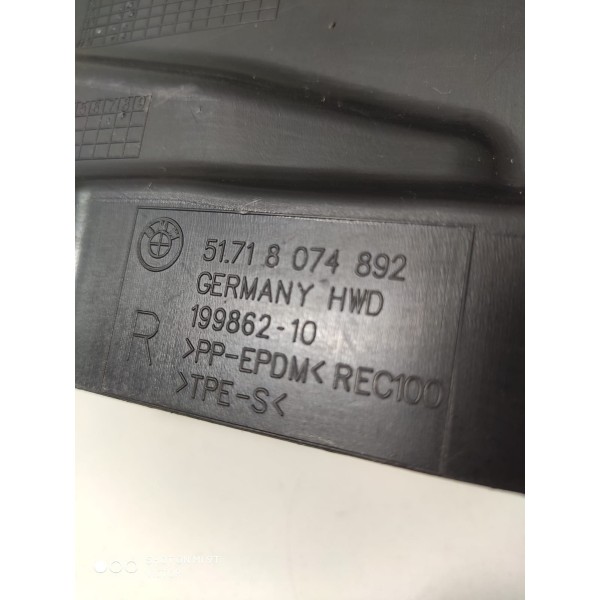 51.71 8 074 892
GERMANY HWD
199862-10
R
>PP-EPDM< REC100
>TPE-S<